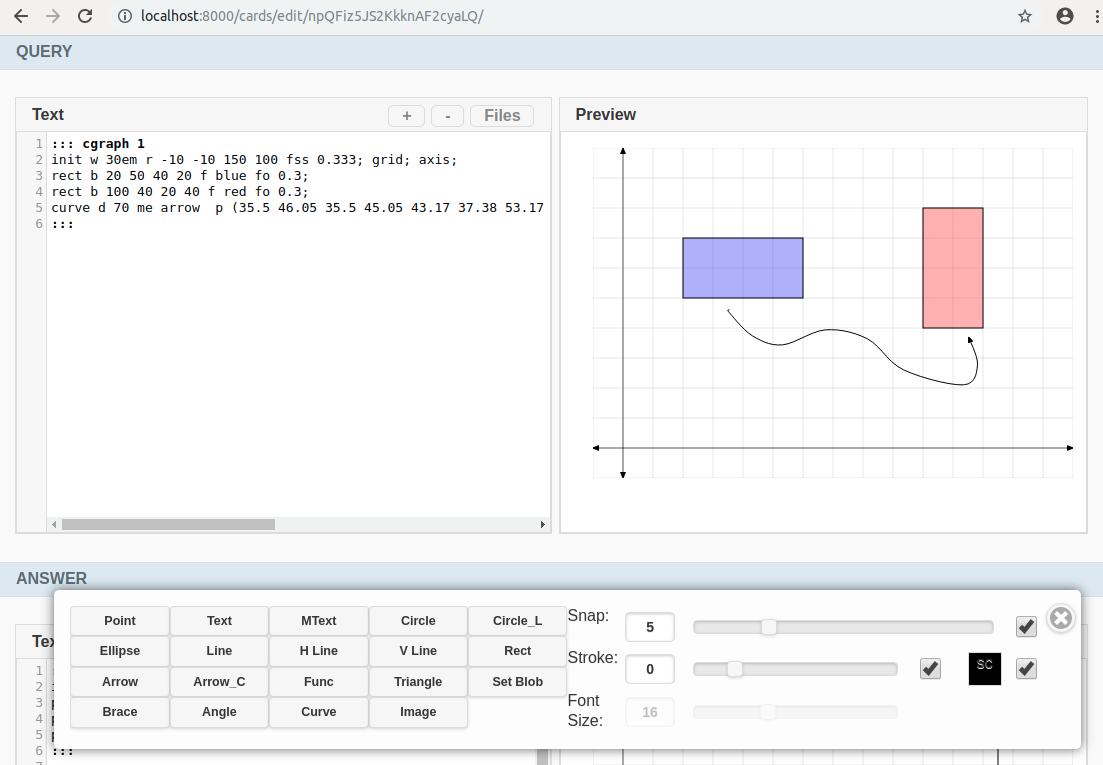 localhost:8000/cards/edit/npQFiz5JS2KkknAF2cyaLQ/
QUERY
Text
+ - Files
1 ::: cgraph 1
2 init w 30em r -10 -10 150 100 fss 0.333; grid; axis;
3 rect b 20 50 40 20 f blue fo 0.3;
4 rect b 100 40 20 40 f red fo 0.3;
5 curve d 70 me arrow  p (35.5 46.05 35.5 45.05 43.17 37.38 53.17
6 :::
Preview
ANSWER
Point Text MText Circle Circle_L
Ellipse Line H Line V Line Rect
Arrow Arrow_C Func Triangle Set Blob
Brace Angle Curve Image
Snap: 5
Stroke: 0 SC
Font
Size: 16
1
2
3
4
5
6 :::
7